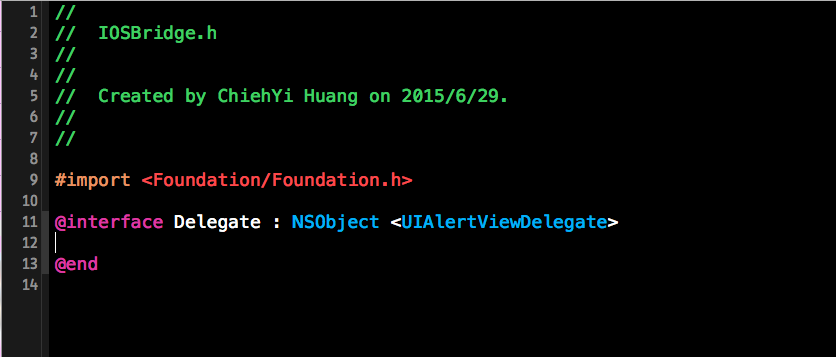 1 //
2 //  IOSBridge.h
3 //
4 //
5 //  Created by ChiehYi Huang on 2015/6/29.
6 //
7 //
8
9 #import <Foundation/Foundation.h>
10
11 @interface Delegate : NSObject <UIAlertViewDelegate>
12
13 @end
14